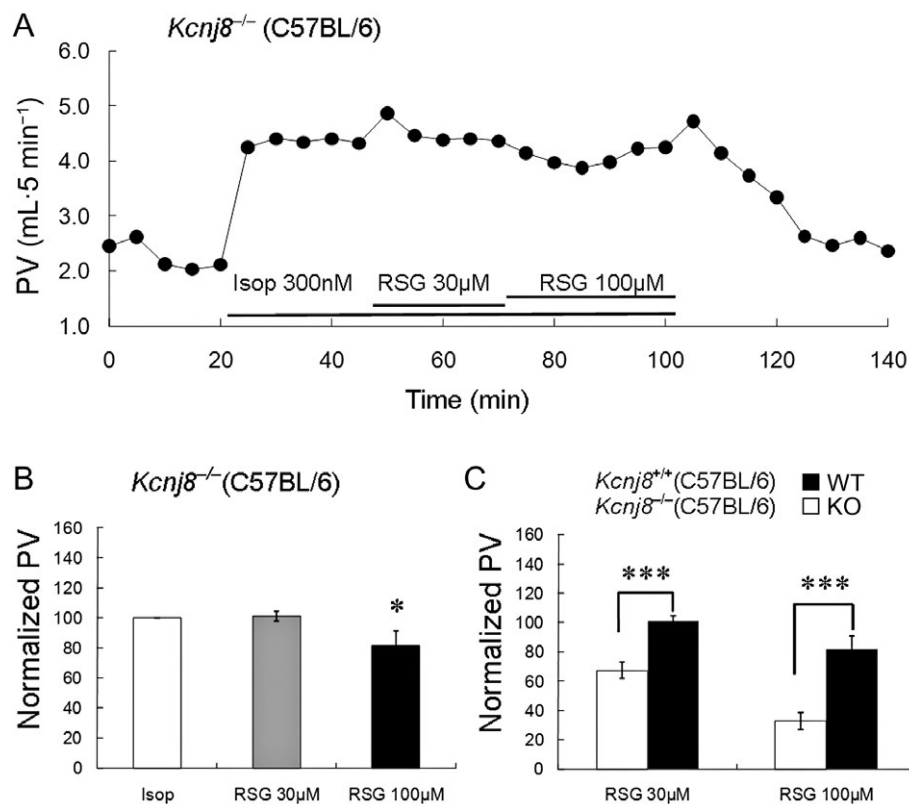 A
Kcnj8⁻/⁻ (C57BL/6)
6.0
5.0
4.0
3.0
2.0
1.0
PV (mL·5 min⁻¹)
Isop 300nM RSG 30µM RSG 100µM
0 20 40 60 80 100 120 140
Time (min)
B
Kcnj8⁻/⁻(C57BL/6)
160
140
120
100
80
60
40
20
0
Normalized PV
*
Isop RSG 30µM RSG 100µM
C
Kcnj8⁺/⁺(C57BL/6) WT
Kcnj8⁻/⁻(C57BL/6) KO
160
140
120
100
80
60
40
20
0
Normalized PV
*** ***
RSG 30µM RSG 100µM